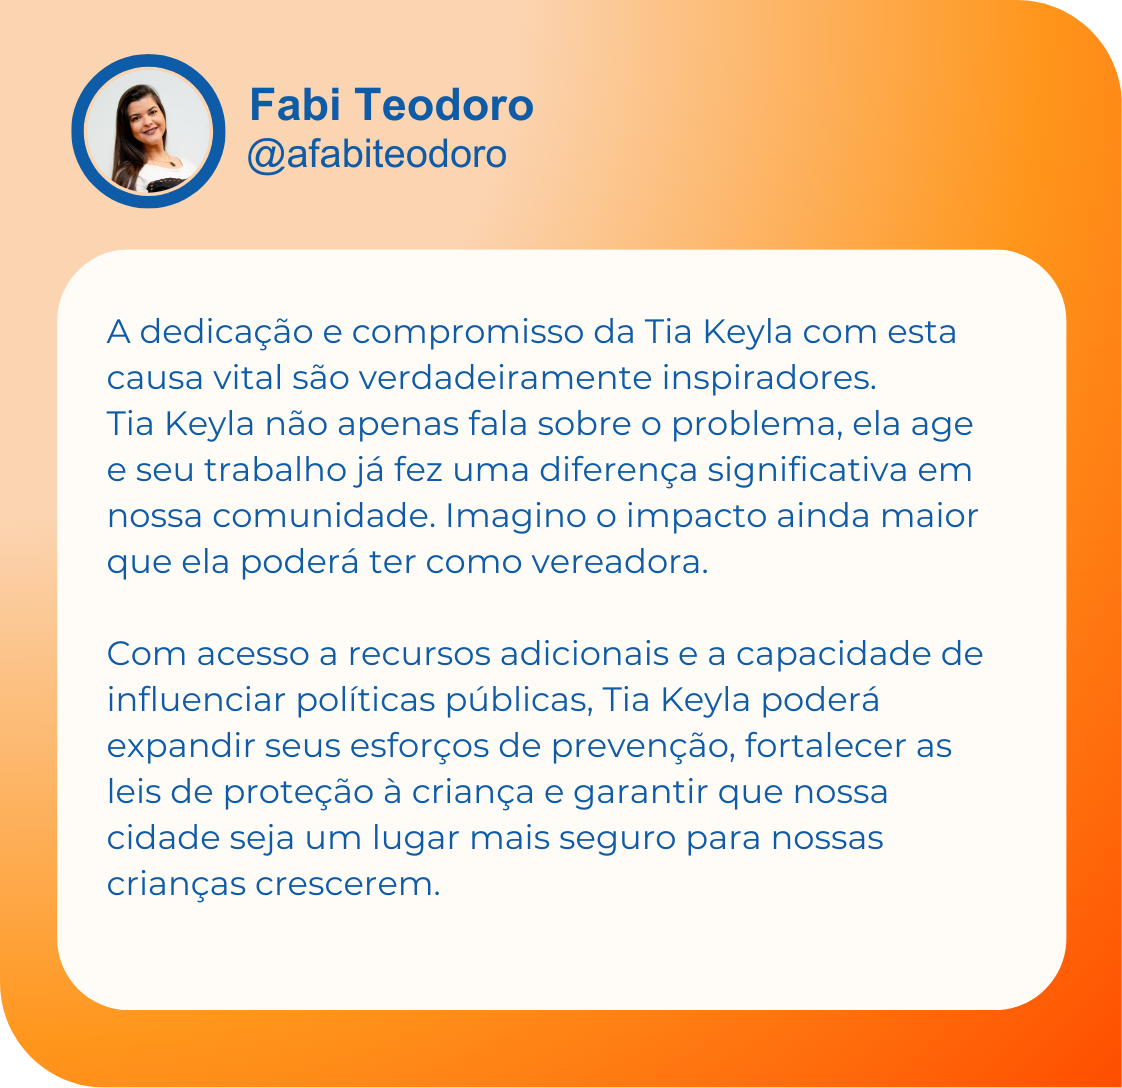 Fabi Teodoro
@afabiteodoro
A dedicação e compromisso da Tia Keyla com esta
causa vital são verdadeiramente inspiradores.
Tia Keyla não apenas fala sobre o problema, ela age
e seu trabalho já fez uma diferença significativa em
nossa comunidade. Imagino o impacto ainda maior
que ela poderá ter como vereadora.
Com acesso a recursos adicionais e a capacidade de
influenciar políticas públicas, Tia Keyla poderá
expandir seus esforços de prevenção, fortalecer as
leis de proteção à criança e garantir que nossa
cidade seja um lugar mais seguro para nossas
crianças crescerem.